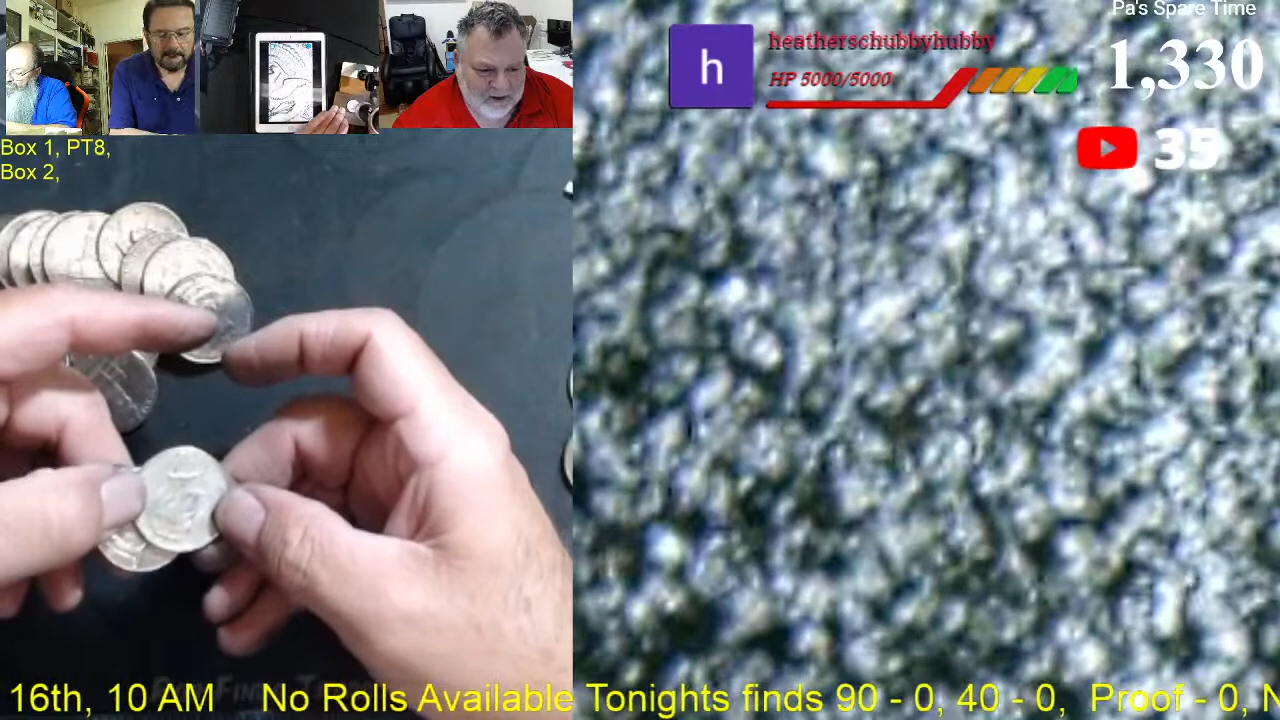 Pa's Spare Time
h
heatherschubbyhubby
1,330
HP 5000/5000
35
Box 1, PT8,
Box 2,
16th, 10 AM No Rolls Available Tonights finds 90 - 0, 40 - 0, Proof - 0, N